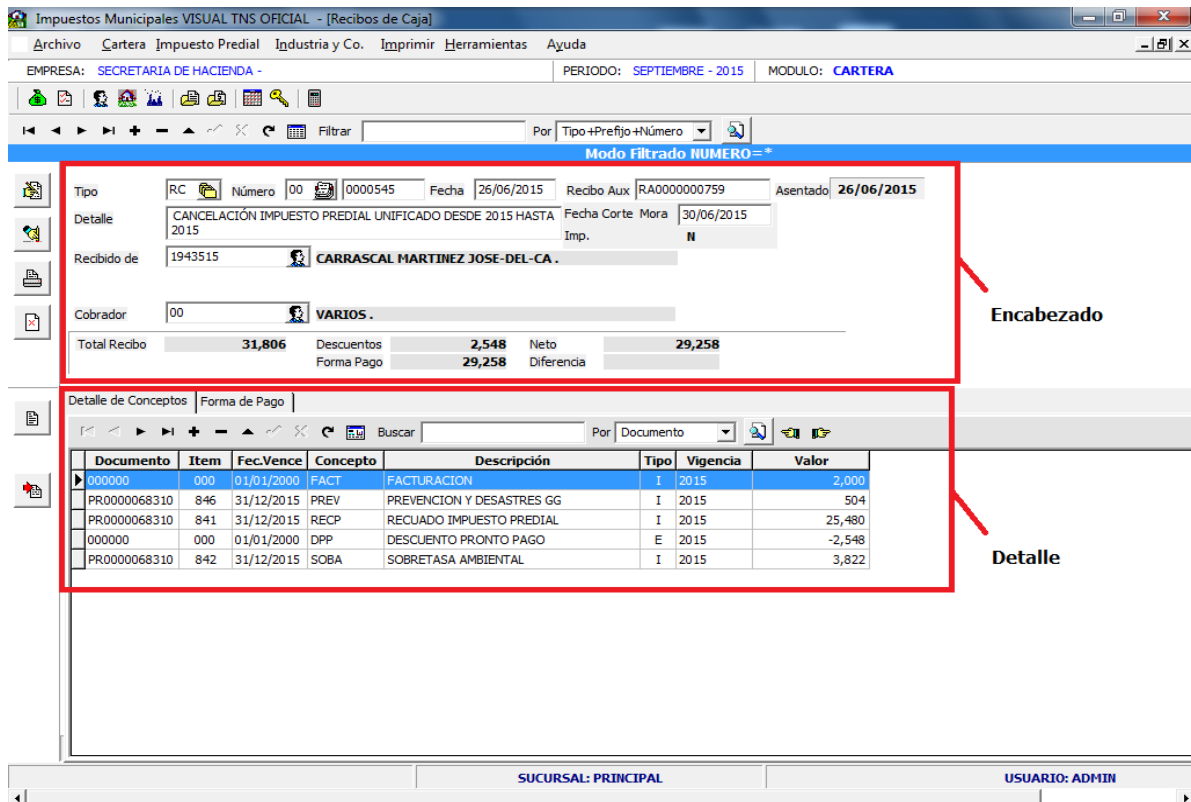 Impuestos Municipales VISUAL TNS OFICIAL - [Recibos de Caja]
Archivo Cartera Impuesto Predial Industria y Co. Imprimir Herramientas Ayuda
EMPRESA: SECRETARIA DE HACIENDA - PERIODO: SEPTIEMBRE - 2015 MODULO: CARTERA
Filtrar Por Tipo+Prefijo+Número
Modo Filtrado NUMERO=*
Tipo RC Número 00 0000545 Fecha 26/06/2015 Recibo Aux RA0000000759 Asentado 26/06/2015
Detalle CANCELACIÓN IMPUESTO PREDIAL UNIFICADO DESDE 2015 HASTA 2015 Fecha Corte Mora 30/06/2015
Imp. N
Recibido de 1943515 CARRASCAL MARTINEZ JOSE-DEL-CA .
Encabezado
Cobrador 00 VARIOS .
Total Recibo 31,806 Descuentos 2,548 Neto 29,258
Forma Pago 29,258 Diferencia
Detalle de Conceptos Forma de Pago
Buscar Por Documento
Documento Item Fec.Vence Concepto Descripción Tipo Vigencia Valor
000000 000 01/01/2000 FACT FACTURACION I 2015 2,000
PR0000068310 846 31/12/2015 PREV PREVENCION Y DESASTRES GG I 2015 504
PR0000068310 841 31/12/2015 RECP RECUADO IMPUESTO PREDIAL I 2015 25,480
000000 000 01/01/2000 DPP DESCUENTO PRONTO PAGO E 2015 -2,548
PR0000068310 842 31/12/2015 SOBA SOBRETASA AMBIENTAL I 2015 3,822
Detalle
SUCURSAL: PRINCIPAL USUARIO: ADMIN